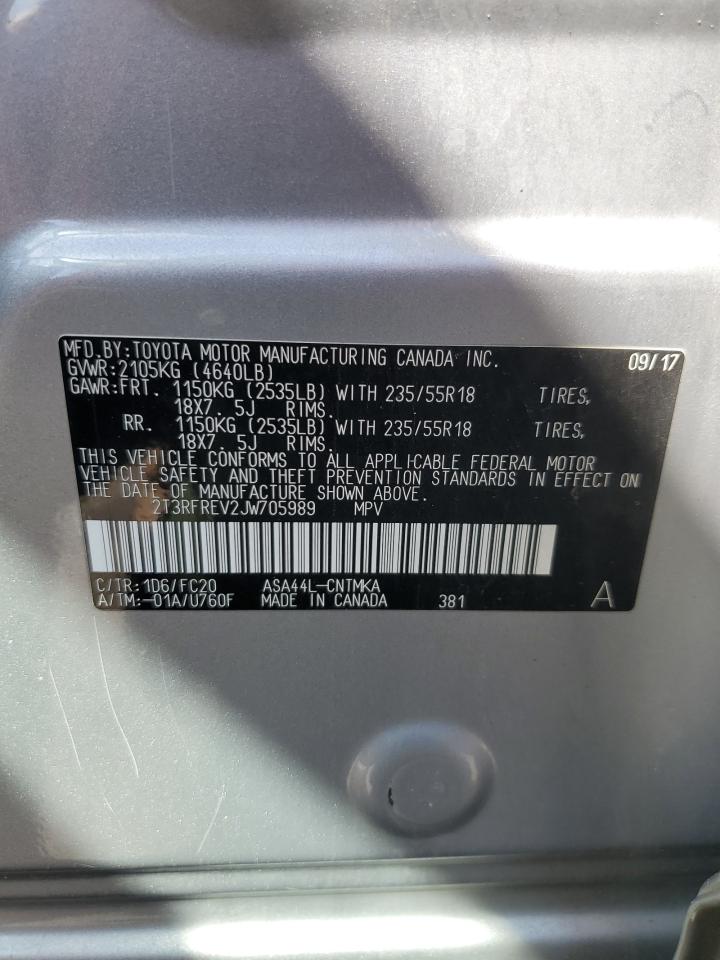 MFD.BY:TOYOTA MOTOR MANUFACTURING CANADA INC. 09/17
GVWR:2105KG (4640LB)
GAWR:FRT. 1150KG (2535LB) WITH 235/55R18 TIRES,
18X7. 5J RIMS.
RR. 1150KG (2535LB) WITH 235/55R18 TIRES,
18X7. 5J RIMS.
THIS VEHICLE CONFORMS TO ALL APPLICABLE FEDERAL MOTOR
VEHICLE SAFETY AND THEFT PREVENTION STANDARDS IN EFFECT ON
THE DATE OF MANUFACTURE SHOWN ABOVE.
2T3RFREV2JW705989 MPV
C/TR:1D6/FC20 ASA44L-CNTMKA
A/TM:-01A/U760F MADE IN CANADA 381 A